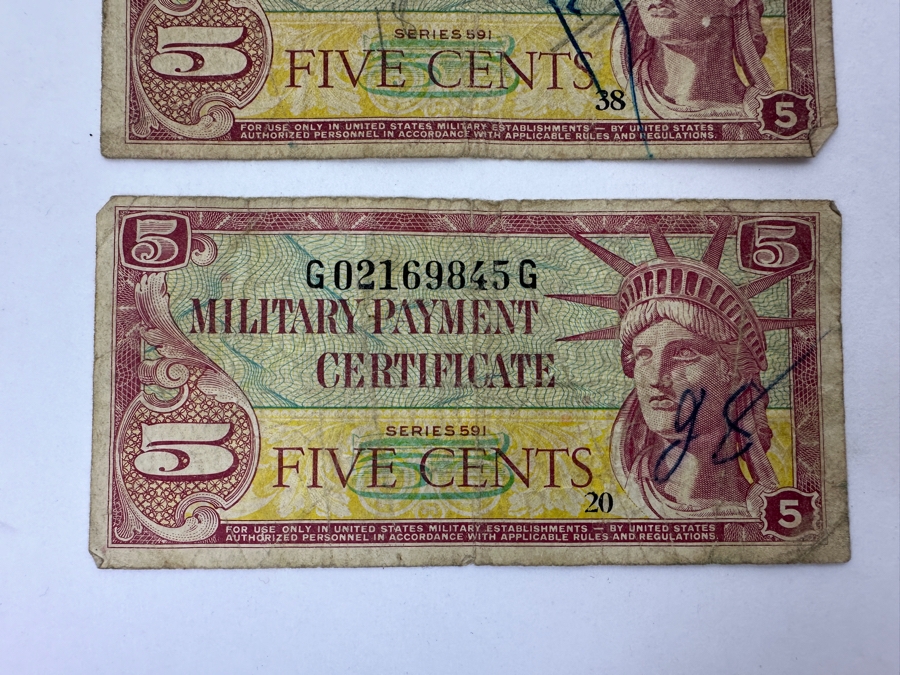 SERIES 591
5 FIVE CENTS
38
5
FOR USE ONLY IN UNITED STATES MILITARY ESTABLISHMENTS — BY UNITED STATES
AUTHORIZED PERSONNEL IN ACCORDANCE WITH APPLICABLE RULES AND REGULATIONS.
5 5
G02169845G
MILITARY PAYMENT
CERTIFICATE
SERIES 591
5 FIVE CENTS
20
5
FOR USE ONLY IN UNITED STATES MILITARY ESTABLISHMENTS — BY UNITED STATES
AUTHORIZED PERSONNEL IN ACCORDANCE WITH APPLICABLE RULES AND REGULATIONS.